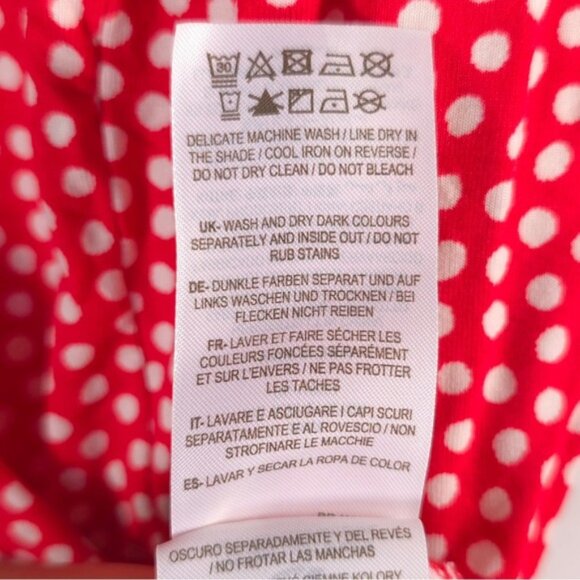 30
DELICATE MACHINE WASH / LINE DRY IN
THE SHADE / COOL IRON ON REVERSE /
DO NOT DRY CLEAN / DO NOT BLEACH
UK- WASH AND DRY DARK COLOURS
SEPARATELY AND INSIDE OUT / DO NOT
RUB STAINS
DE- DUNKLE FARBEN SEPARAT UND AUF
LINKS WASCHEN UND TROCKNEN / BEI
FLECKEN NICHT REIBEN
FR- LAVER ET FAIRE SÉCHER LES
COULEURS FONCÉES SÉPARÉMENT
ET SUR L'ENVERS / NE PAS FROTTER
LES TACHES
IT- LAVARE E ASCIUGARE I CAPI SCURI
SEPARATAMENTE E AL ROVESCIO / NON
STROFINARE LE MACCHIE
ES- LAVAR Y SECAR LA ROPA DE COLOR
OSCURO SEPARADAMENTE Y DEL REVÉS
/ NO FROTAR LAS MANCHAS
CIEMNE KOLORY